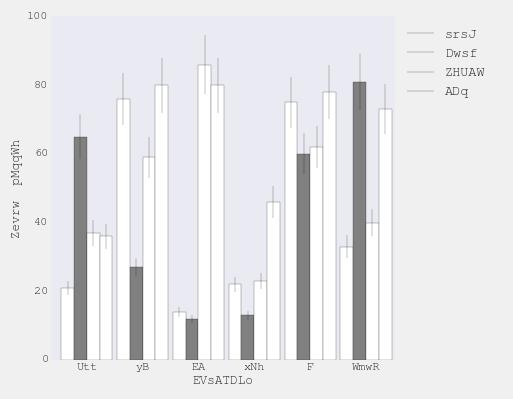 100
80
60
40
20
0
Zevrw  pMqqWh
Utt yB EA xNh F WmwR
EVsATDLo
srsJ
Dwsf
ZHUAW
ADq